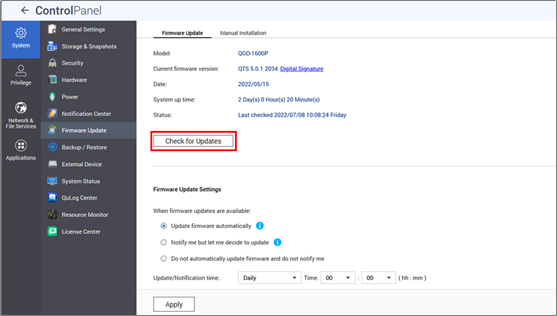 ControlPanel
System
Privilege
Network &
File Services
Applications
General Settings
Storage & Snapshots
Security
Hardware
Power
Notification Center
Firmware Update
Backup / Restore
External Device
System Status
QuLog Center
Resource Monitor
License Center
Firmware Update Manual Installation
Model: QGD-1600P
Current firmware version: QTS 5.0.1.2034 Digital Signature
Date: 2022/05/15
System up time: 2 Day(s) 0 Hour(s) 20 Minute(s)
Status: Last checked 2022/07/08 10:08:24 Friday
Check for Updates
Firmware Update Settings
When firmware updates are available:
Update firmware automatically
Notify me but let me decide to update
Do not automatically update firmware and do not notify me
Update/Notification time: Daily Time: 00 : 00 ( hh : mm )
Apply